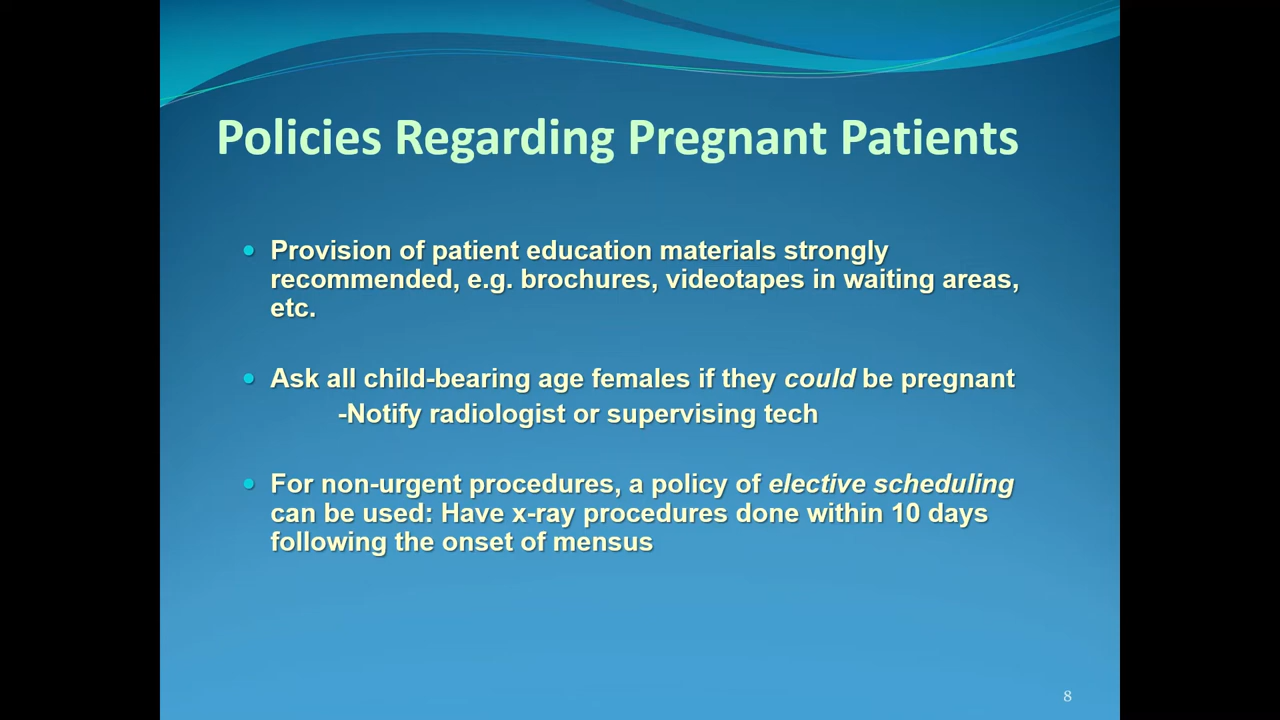 Policies Regarding Pregnant Patients
• Provision of patient education materials strongly
recommended, e.g. brochures, videotapes in waiting areas,
etc.
• Ask all child-bearing age females if they could be pregnant
-Notify radiologist or supervising tech
• For non-urgent procedures, a policy of elective scheduling
can be used: Have x-ray procedures done within 10 days
following the onset of mensus
8